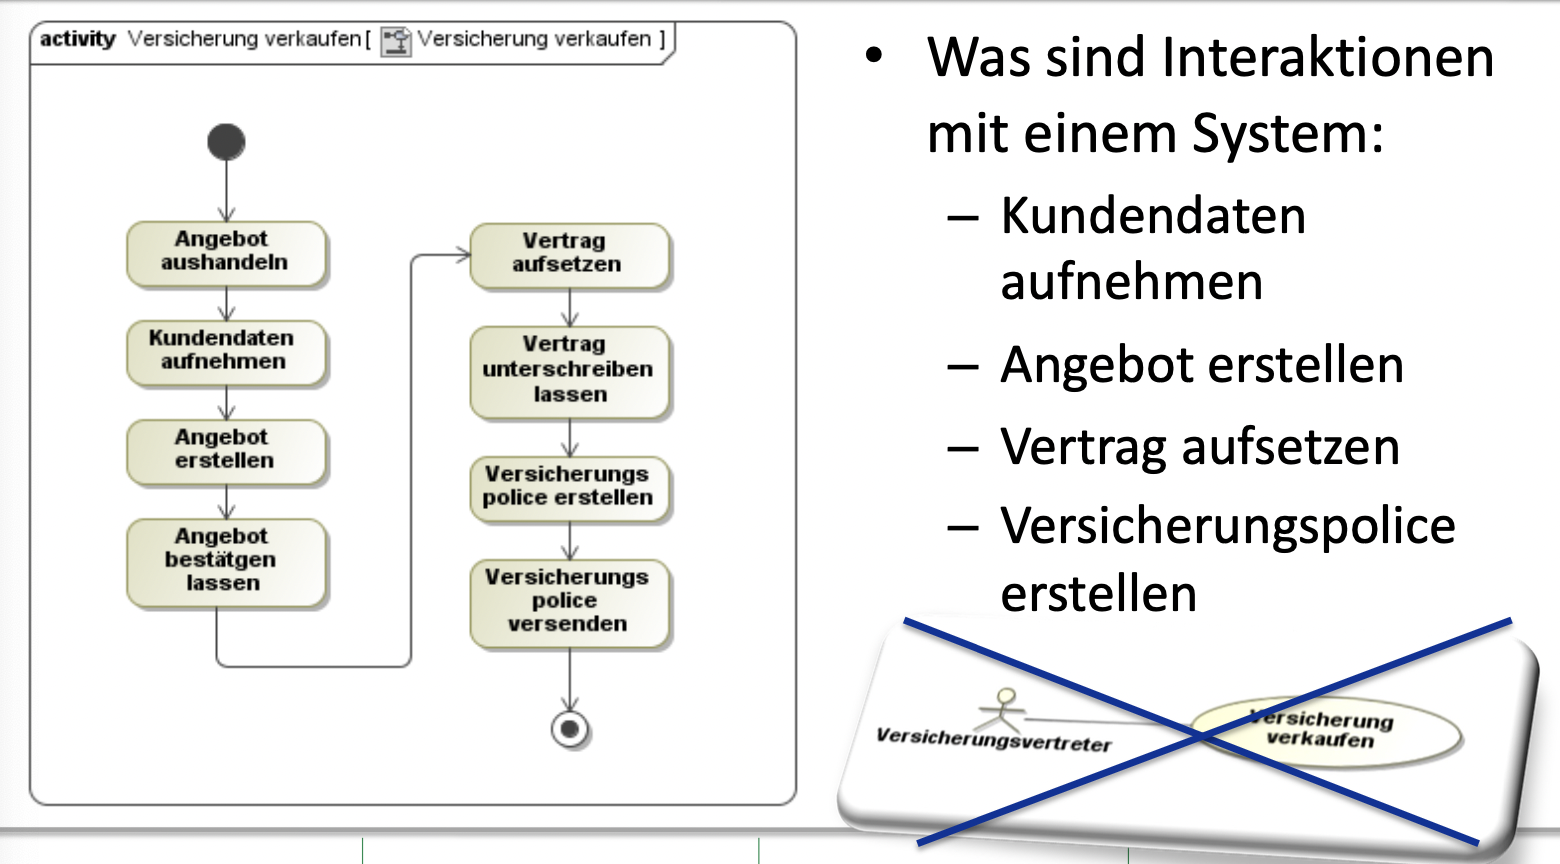 activity Versicherung verkaufen [ Versicherung verkaufen ]
Angebot
aushandeln
Kundendaten
aufnehmen
Angebot
erstellen
Angebot
bestätgen
lassen
Vertrag
aufsetzen
Vertrag
unterschreiben
lassen
Versicherungs
police erstellen
Versicherungs
police
versenden
• Was sind Interaktionen
mit einem System:
– Kundendaten
aufnehmen
– Angebot erstellen
– Vertrag aufsetzen
– Versicherungspolice
erstellen
Versicherungsvertreter
Versicherung
verkaufen